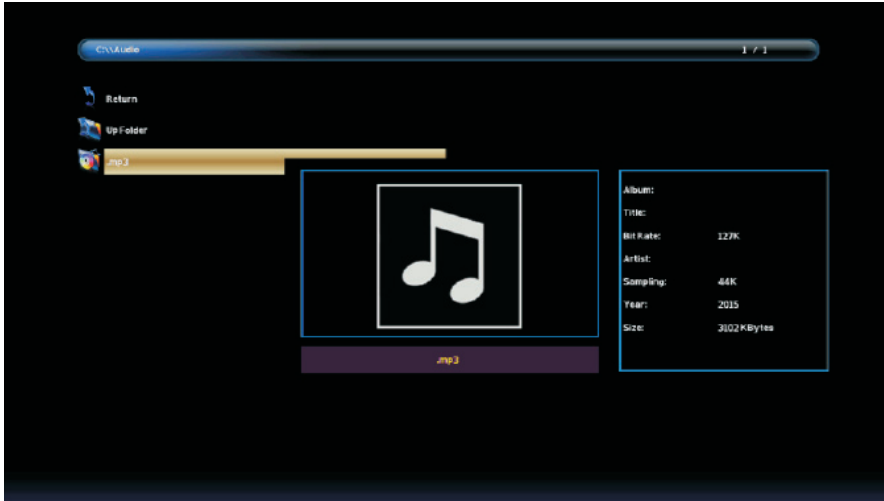 C:\\Audio 1 / 1
Return
Up Folder
.mp3
Album:
Title:
Bit Rate: 127K
Artist:
Sampling: 44K
Year: 2015
Size: 3102 KBytes
.mp3